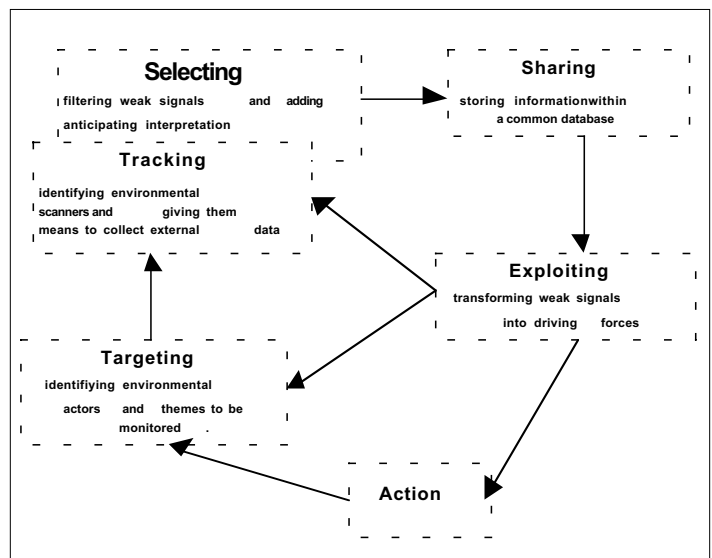 Selecting
filtering weak signals and adding
anticipating interpretation
Sharing
storing informationwithin
a common database
Tracking
identifying environmental
scanners and giving them
means to collect external data
Exploiting
transforming weak signals
into driving forces
Targeting
identifiying environmental
actors and themes to be
monitored .
Action